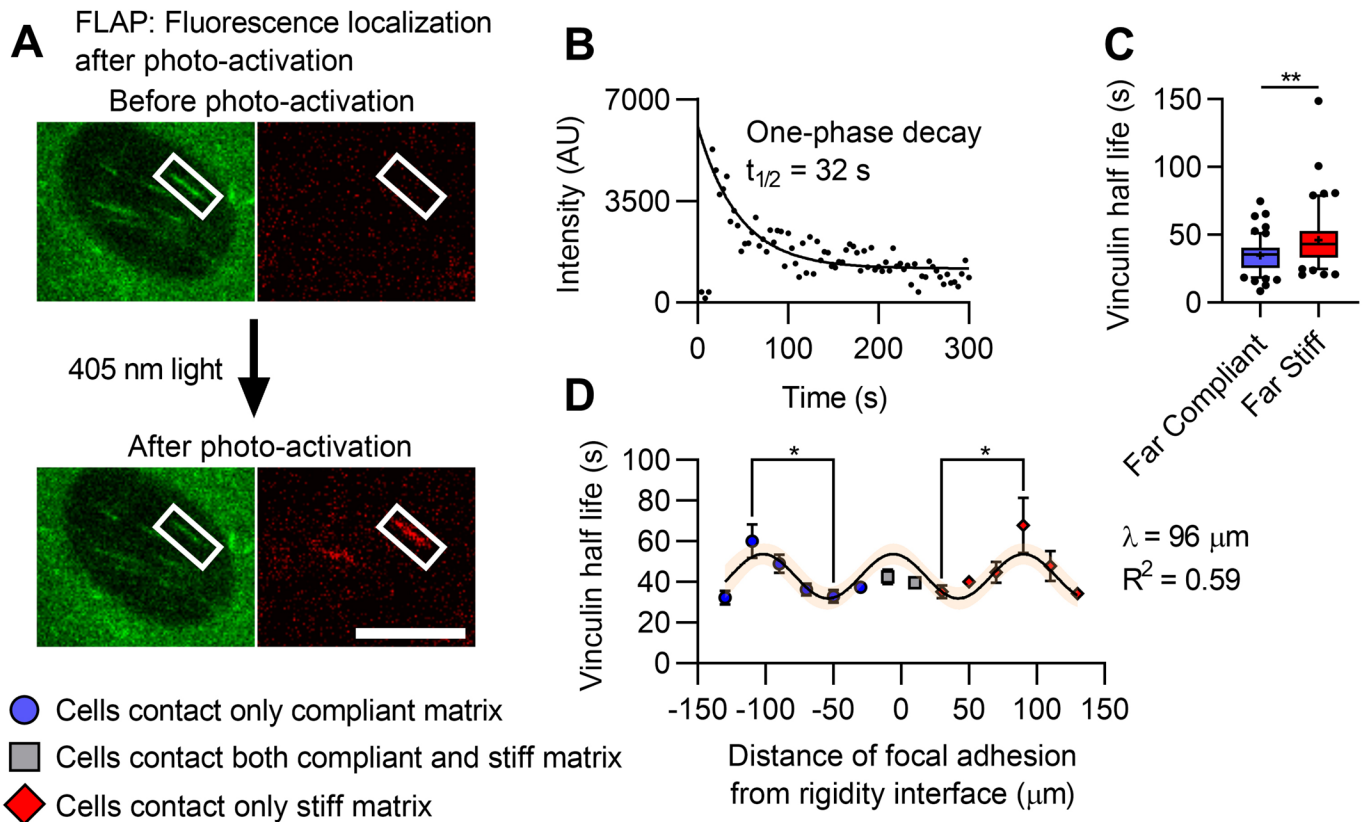 A
FLAP: Fluorescence localization
after photo-activation
Before photo-activation
405 nm light
After photo-activation
Cells contact only compliant matrix
Cells contact both compliant and stiff matrix
Cells contact only stiff matrix
B
Intensity (AU)
7000
3500
0
One-phase decay
t1/2 = 32 s
0 100 200 300
Time (s)
C
Vinculin half life (s)
150
100
50
0
**
Far Compliant
Far Stiff
D
Vinculin half life (s)
100
80
60
40
20
0
* *
-150 -100 -50 0 50 100 150
Distance of focal adhesion
from rigidity interface (μm)
λ = 96 μm
R² = 0.59